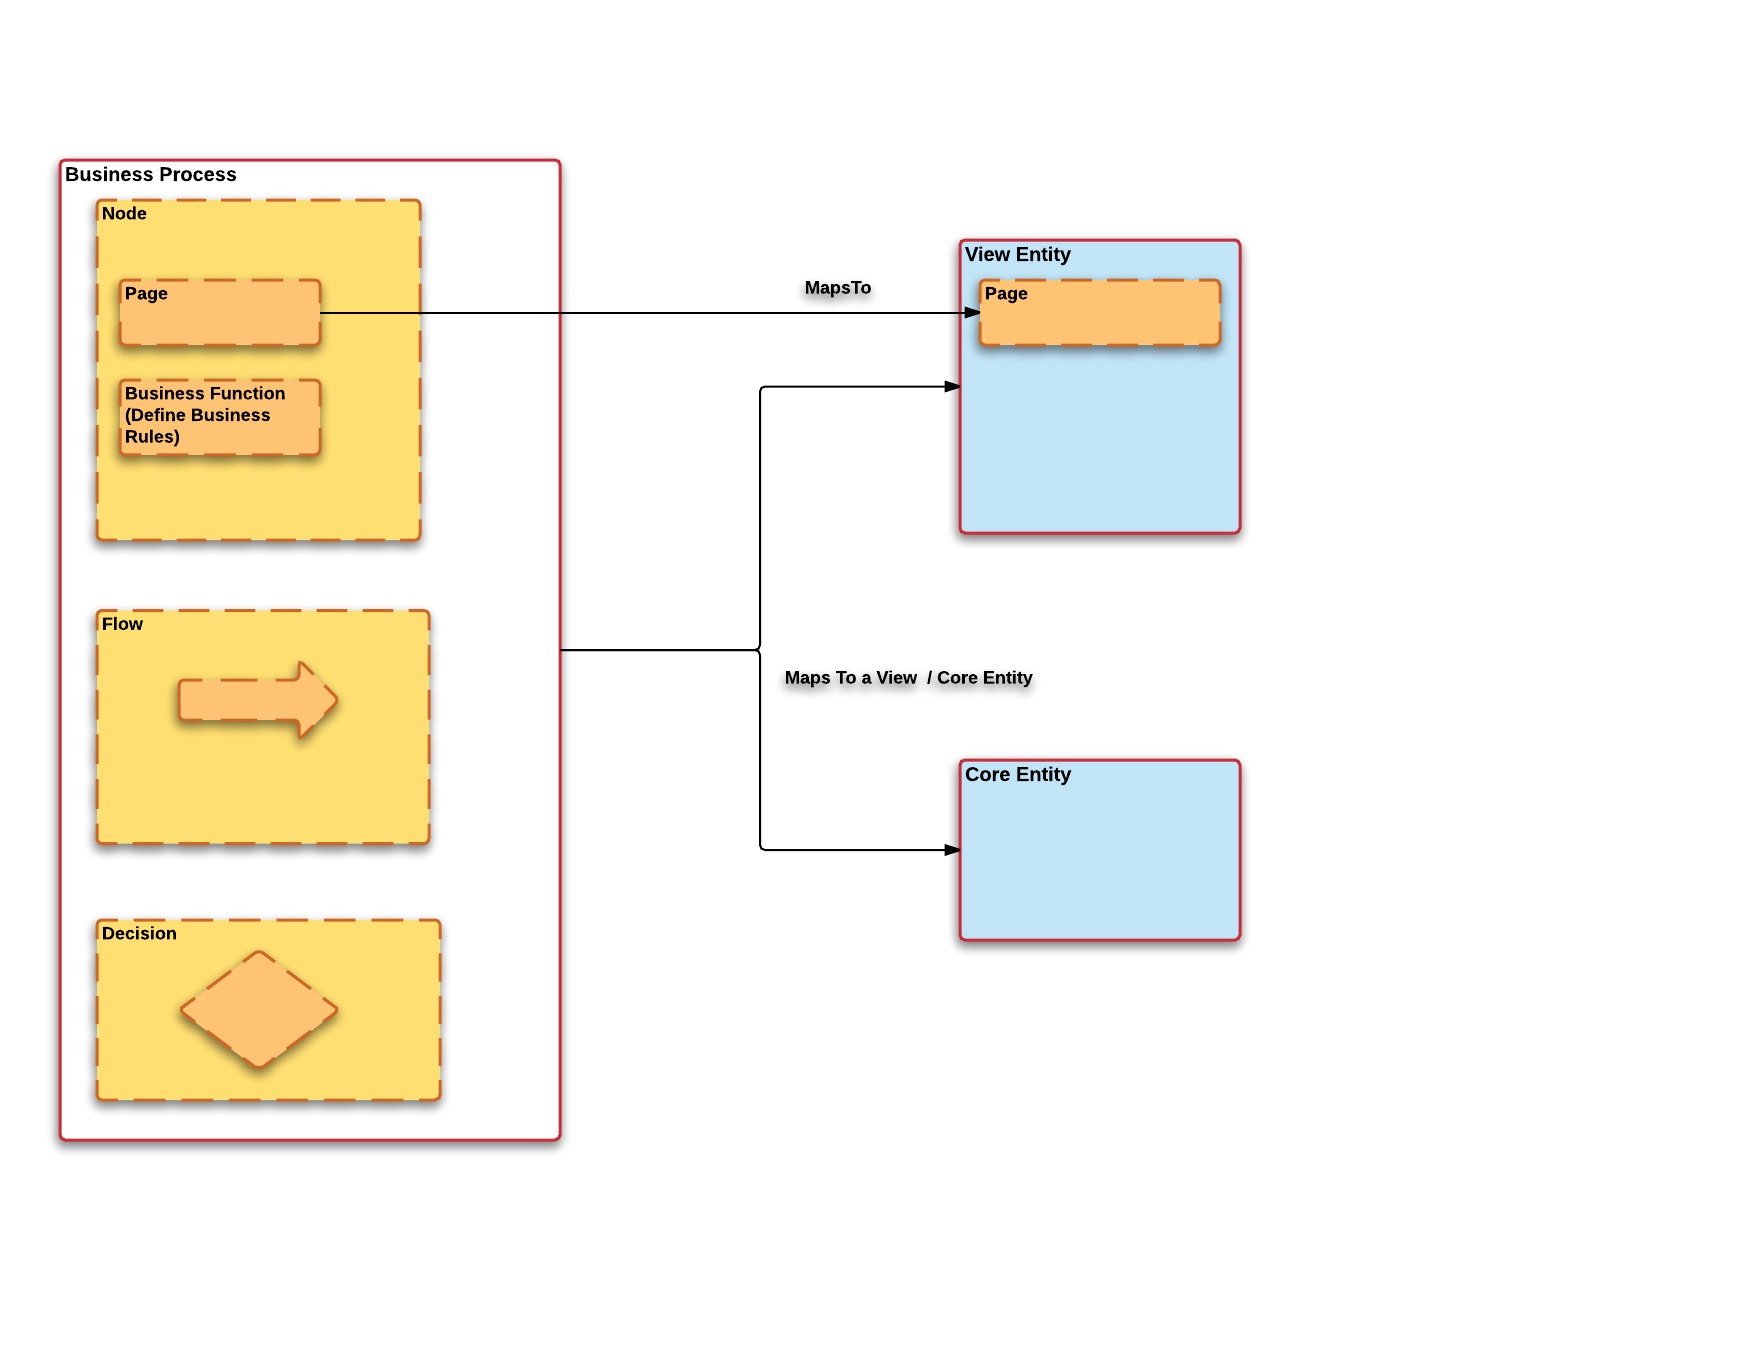 Business Process
Node
Page
Business Function
(Define Business
Rules)
Flow
Decision
MapsTo
Maps To a View  / Core Entity
View Entity
Page
Core Entity